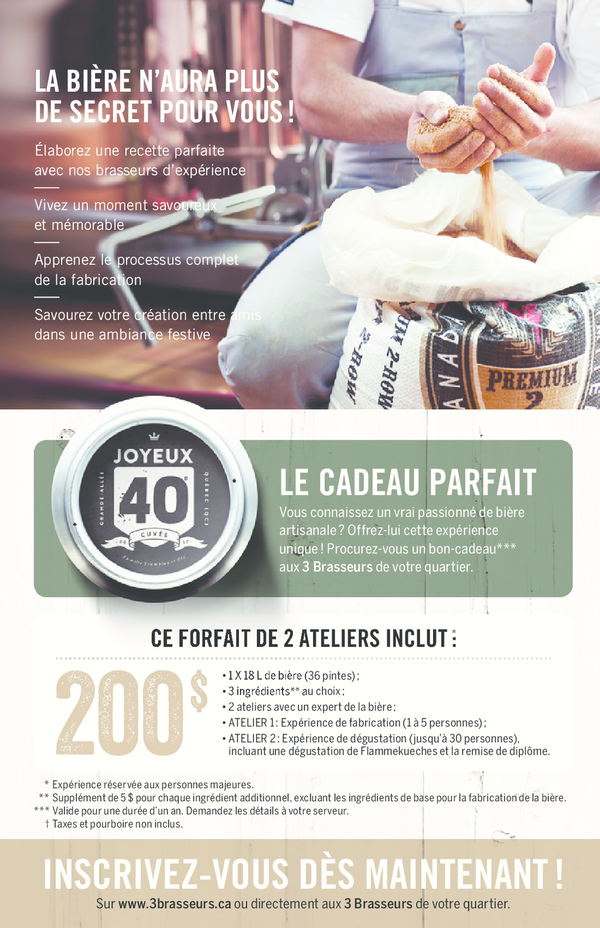 LA BIÈRE N'AURA PLUS
DE SECRET POUR VOUS !
Élaborez une recette parfaite
avec nos brasseurs d'expérience
Vivez un moment savoureux
et mémorable
Apprenez le processus complet
de la fabrication
Savourez votre création entre amis
dans une ambiance festive
2-ROW
2-ROW
CANAD
PREMIUM
2
JOYEUX
40
CUVÉE
GRANDE-ALLÉE
LE CADEAU PARFAIT
Vous connaissez un vrai passionné de bière
artisanale ? Offrez-lui cette expérience
unique ! Procurez-vous un bon-cadeau***
aux 3 Brasseurs de votre quartier.
CE FORFAIT DE 2 ATELIERS INCLUT :
200$
• 1 X 18 L de bière (36 pintes) ;
• 3 ingrédients** au choix ;
• 2 ateliers avec un expert de la bière ;
• ATELIER 1 : Expérience de fabrication (1 à 5 personnes) ;
• ATELIER 2 : Expérience de dégustation (jusqu'à 30 personnes),
incluant une dégustation de Flammekueches et la remise de diplôme.
* Expérience réservée aux personnes majeures.
** Supplément de 5 $ pour chaque ingrédient additionnel, excluant les ingrédients de base pour la fabrication de la bière.
*** Valide pour une durée d'un an. Demandez les détails à votre serveur.
† Taxes et pourboire non inclus.
INSCRIVEZ-VOUS DÈS MAINTENANT !
Sur www.3brasseurs.ca ou directement aux 3 Brasseurs de votre quartier.